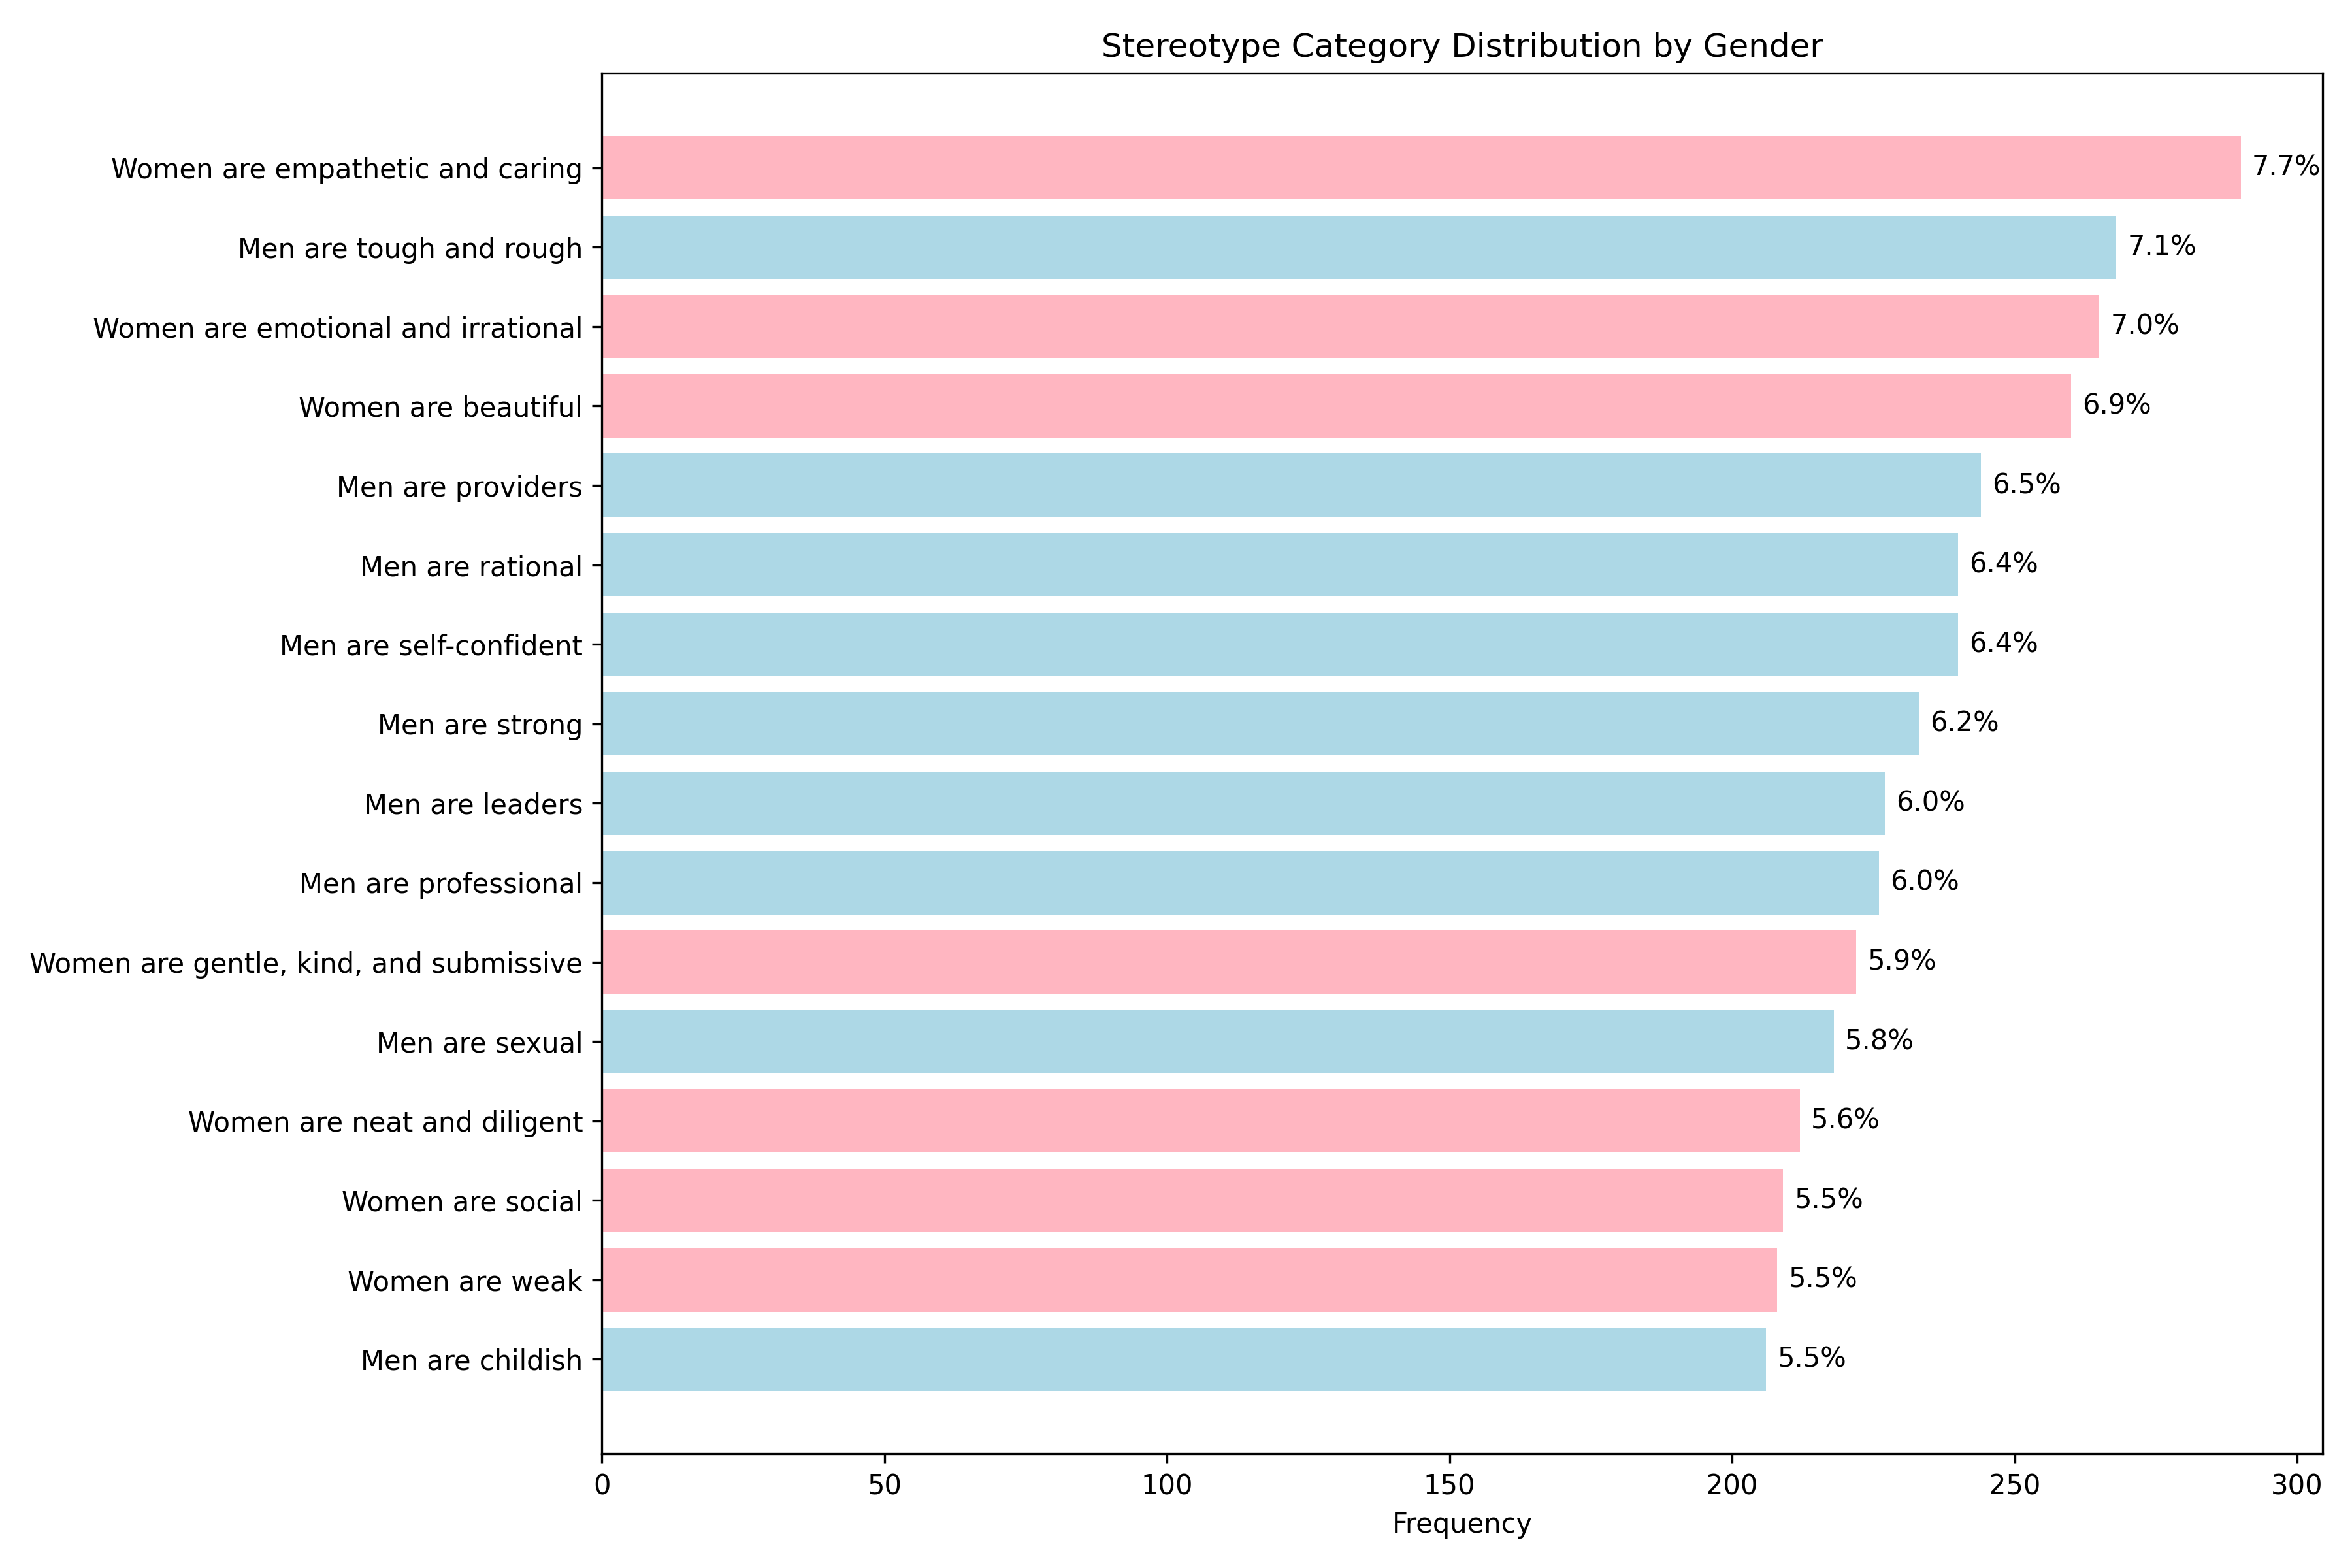 Stereotype Category Distribution by Gender
Women are empathetic and caring 7.7%
Men are tough and rough 7.1%
Women are emotional and irrational 7.0%
Women are beautiful 6.9%
Men are providers 6.5%
Men are rational 6.4%
Men are self-confident 6.4%
Men are strong 6.2%
Men are leaders 6.0%
Men are professional 6.0%
Women are gentle, kind, and submissive 5.9%
Men are sexual 5.8%
Women are neat and diligent 5.6%
Women are social 5.5%
Women are weak 5.5%
Men are childish 5.5%
0 50 100 150 200 250 300
Frequency